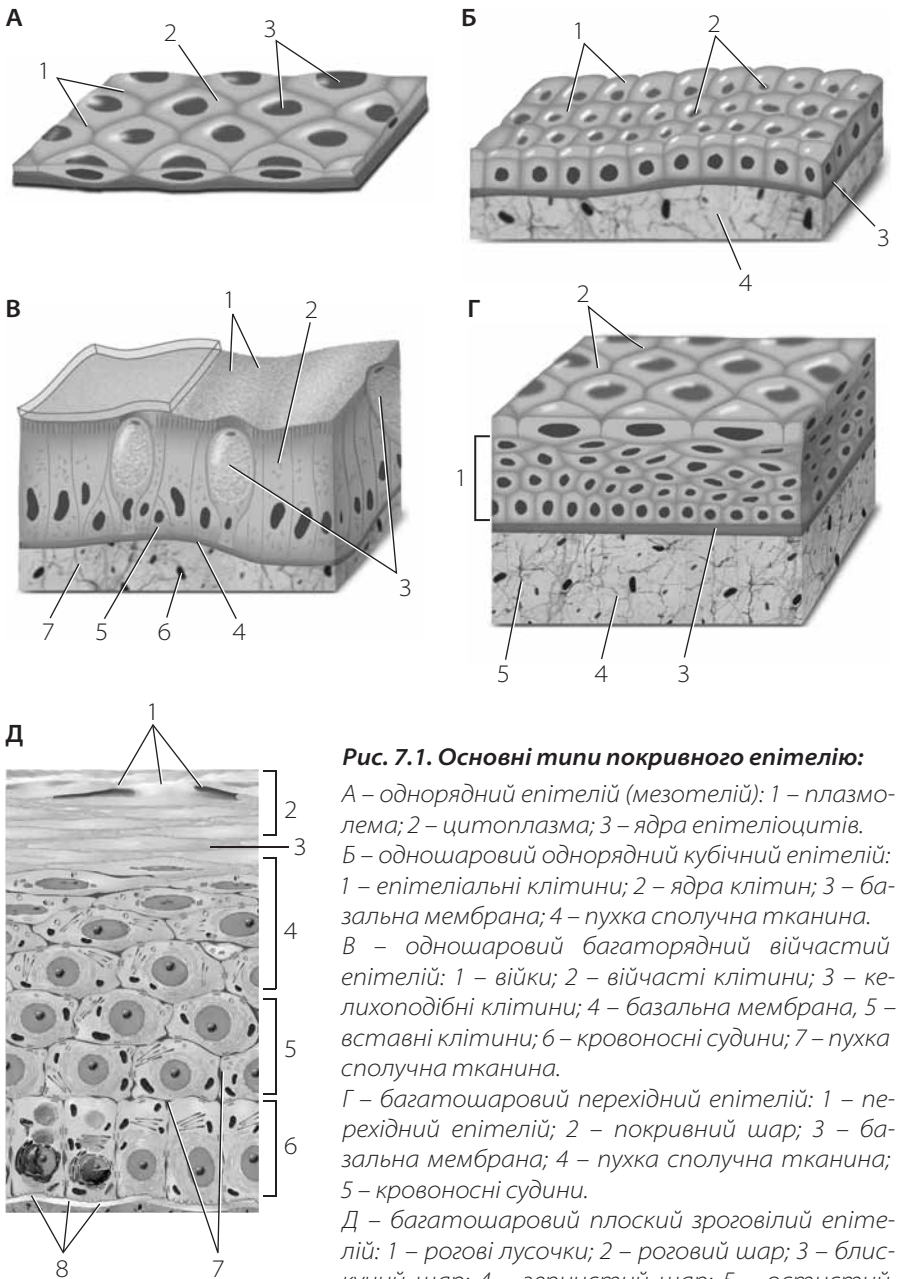 А
1
2
3
Б
1
2
3
4
В
1
2
3
7
5
6
4
Г
2
1
5
4
3
Д
1
2
3
4
5
6
8
7
Рис. 7.1. Основні типи покривного епітелію:
А – однорядний епітелій (мезотелій): 1 – плазмо-
лема; 2 – цитоплазма; 3 – ядра епітеліоцитів.
Б – одношаровий однорядний кубічний епітелій:
1 – епітеліальні клітини; 2 – ядра клітин; 3 – ба-
зальна мембрана; 4 – пухка сполучна тканина.
В – одношаровий багаторядний війчастий
епітелій: 1 – війки; 2 – війчасті клітини; 3 – ке-
лихоподібні клітини; 4 – базальна мембрана, 5 –
вставні клітини; 6 – кровоносні судини; 7 – пухка
сполучна тканина.
Г – багатошаровий перехідний епітелій: 1 – пе-
рехідний епітелій; 2 – покривний шар; 3 – ба-
зальна мембрана; 4 – пухка сполучна тканина;
5 – кровоносні судини.
Д – багатошаровий плоский зроговілий епіте-
лій: 1 – рогові лусочки; 2 – роговий шар; 3 – блис-
кучий шар; 4 – зернистий шар; 5 – остистий